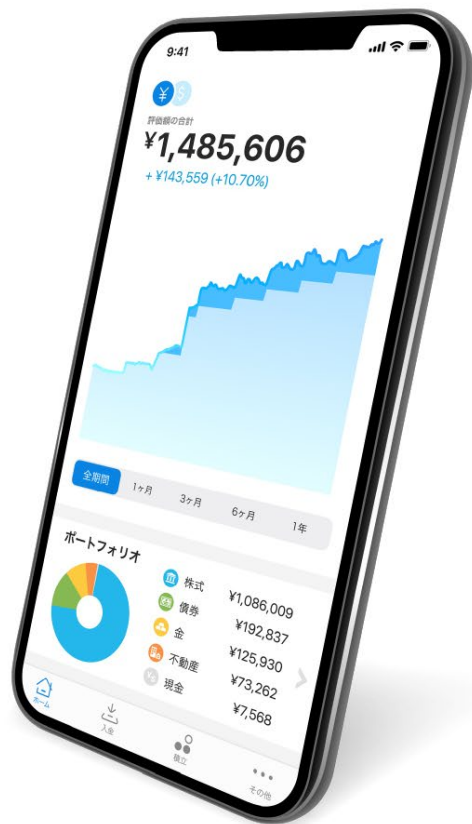 9:41
¥ $
評価額の合計
¥1,485,606
+ ¥143,559 (+10.70%)
全期間 1ヶ月 3ヶ月 6ヶ月 1年
ポートフォリオ
株式 ¥1,086,009
債券 ¥192,837
金 ¥125,930
不動産 ¥73,262
現金 ¥7,568
ホーム 入金 積立 その他